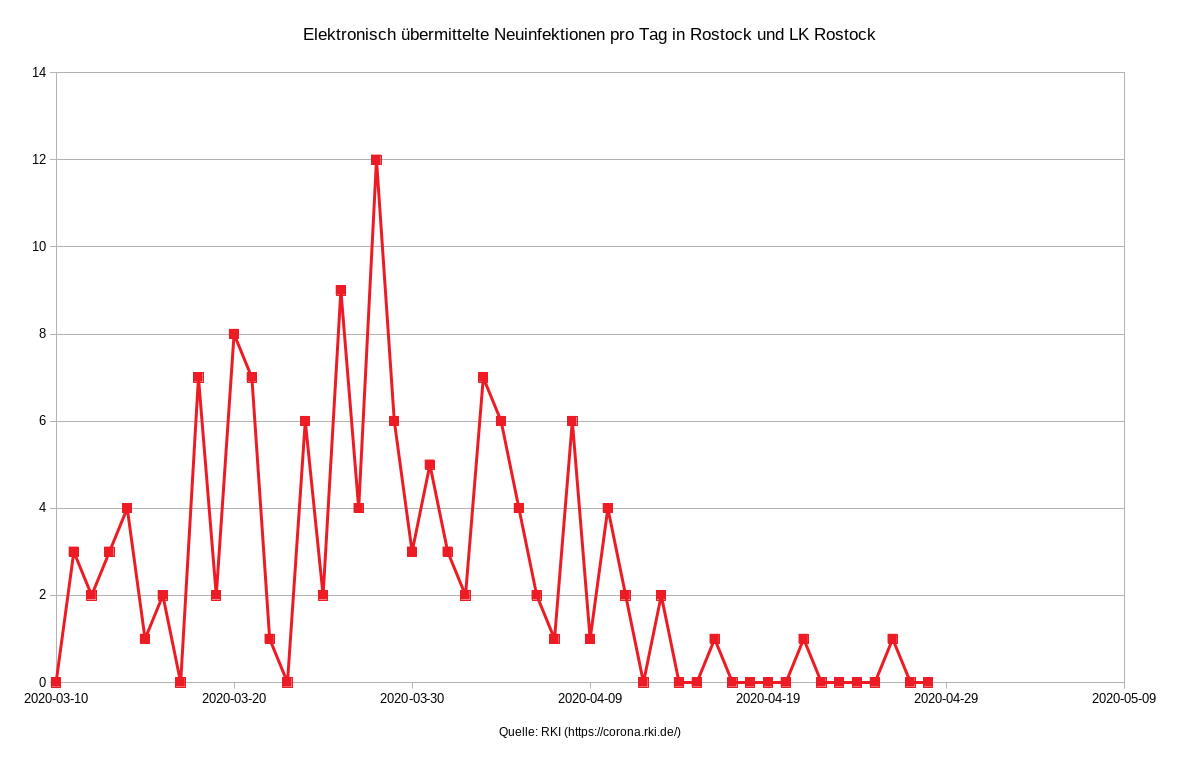 Elektronisch übermittelte Neuinfektionen pro Tag in Rostock und LK Rostock
14
12
10
8
6
4
2
0
2020-03-10 2020-03-20 2020-03-30 2020-04-09 2020-04-19 2020-04-29 2020-05-09
Quelle: RKI (https://corona.rki.de/)